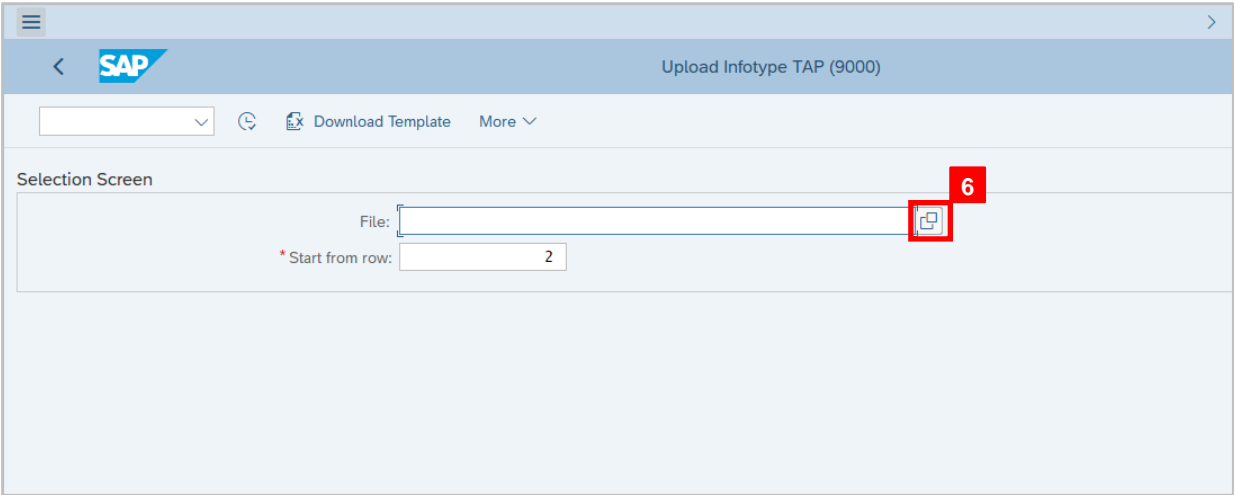 SAP
Upload Infotype TAP (9000)
Download Template More
Selection Screen
6
File:
* Start from row: 2